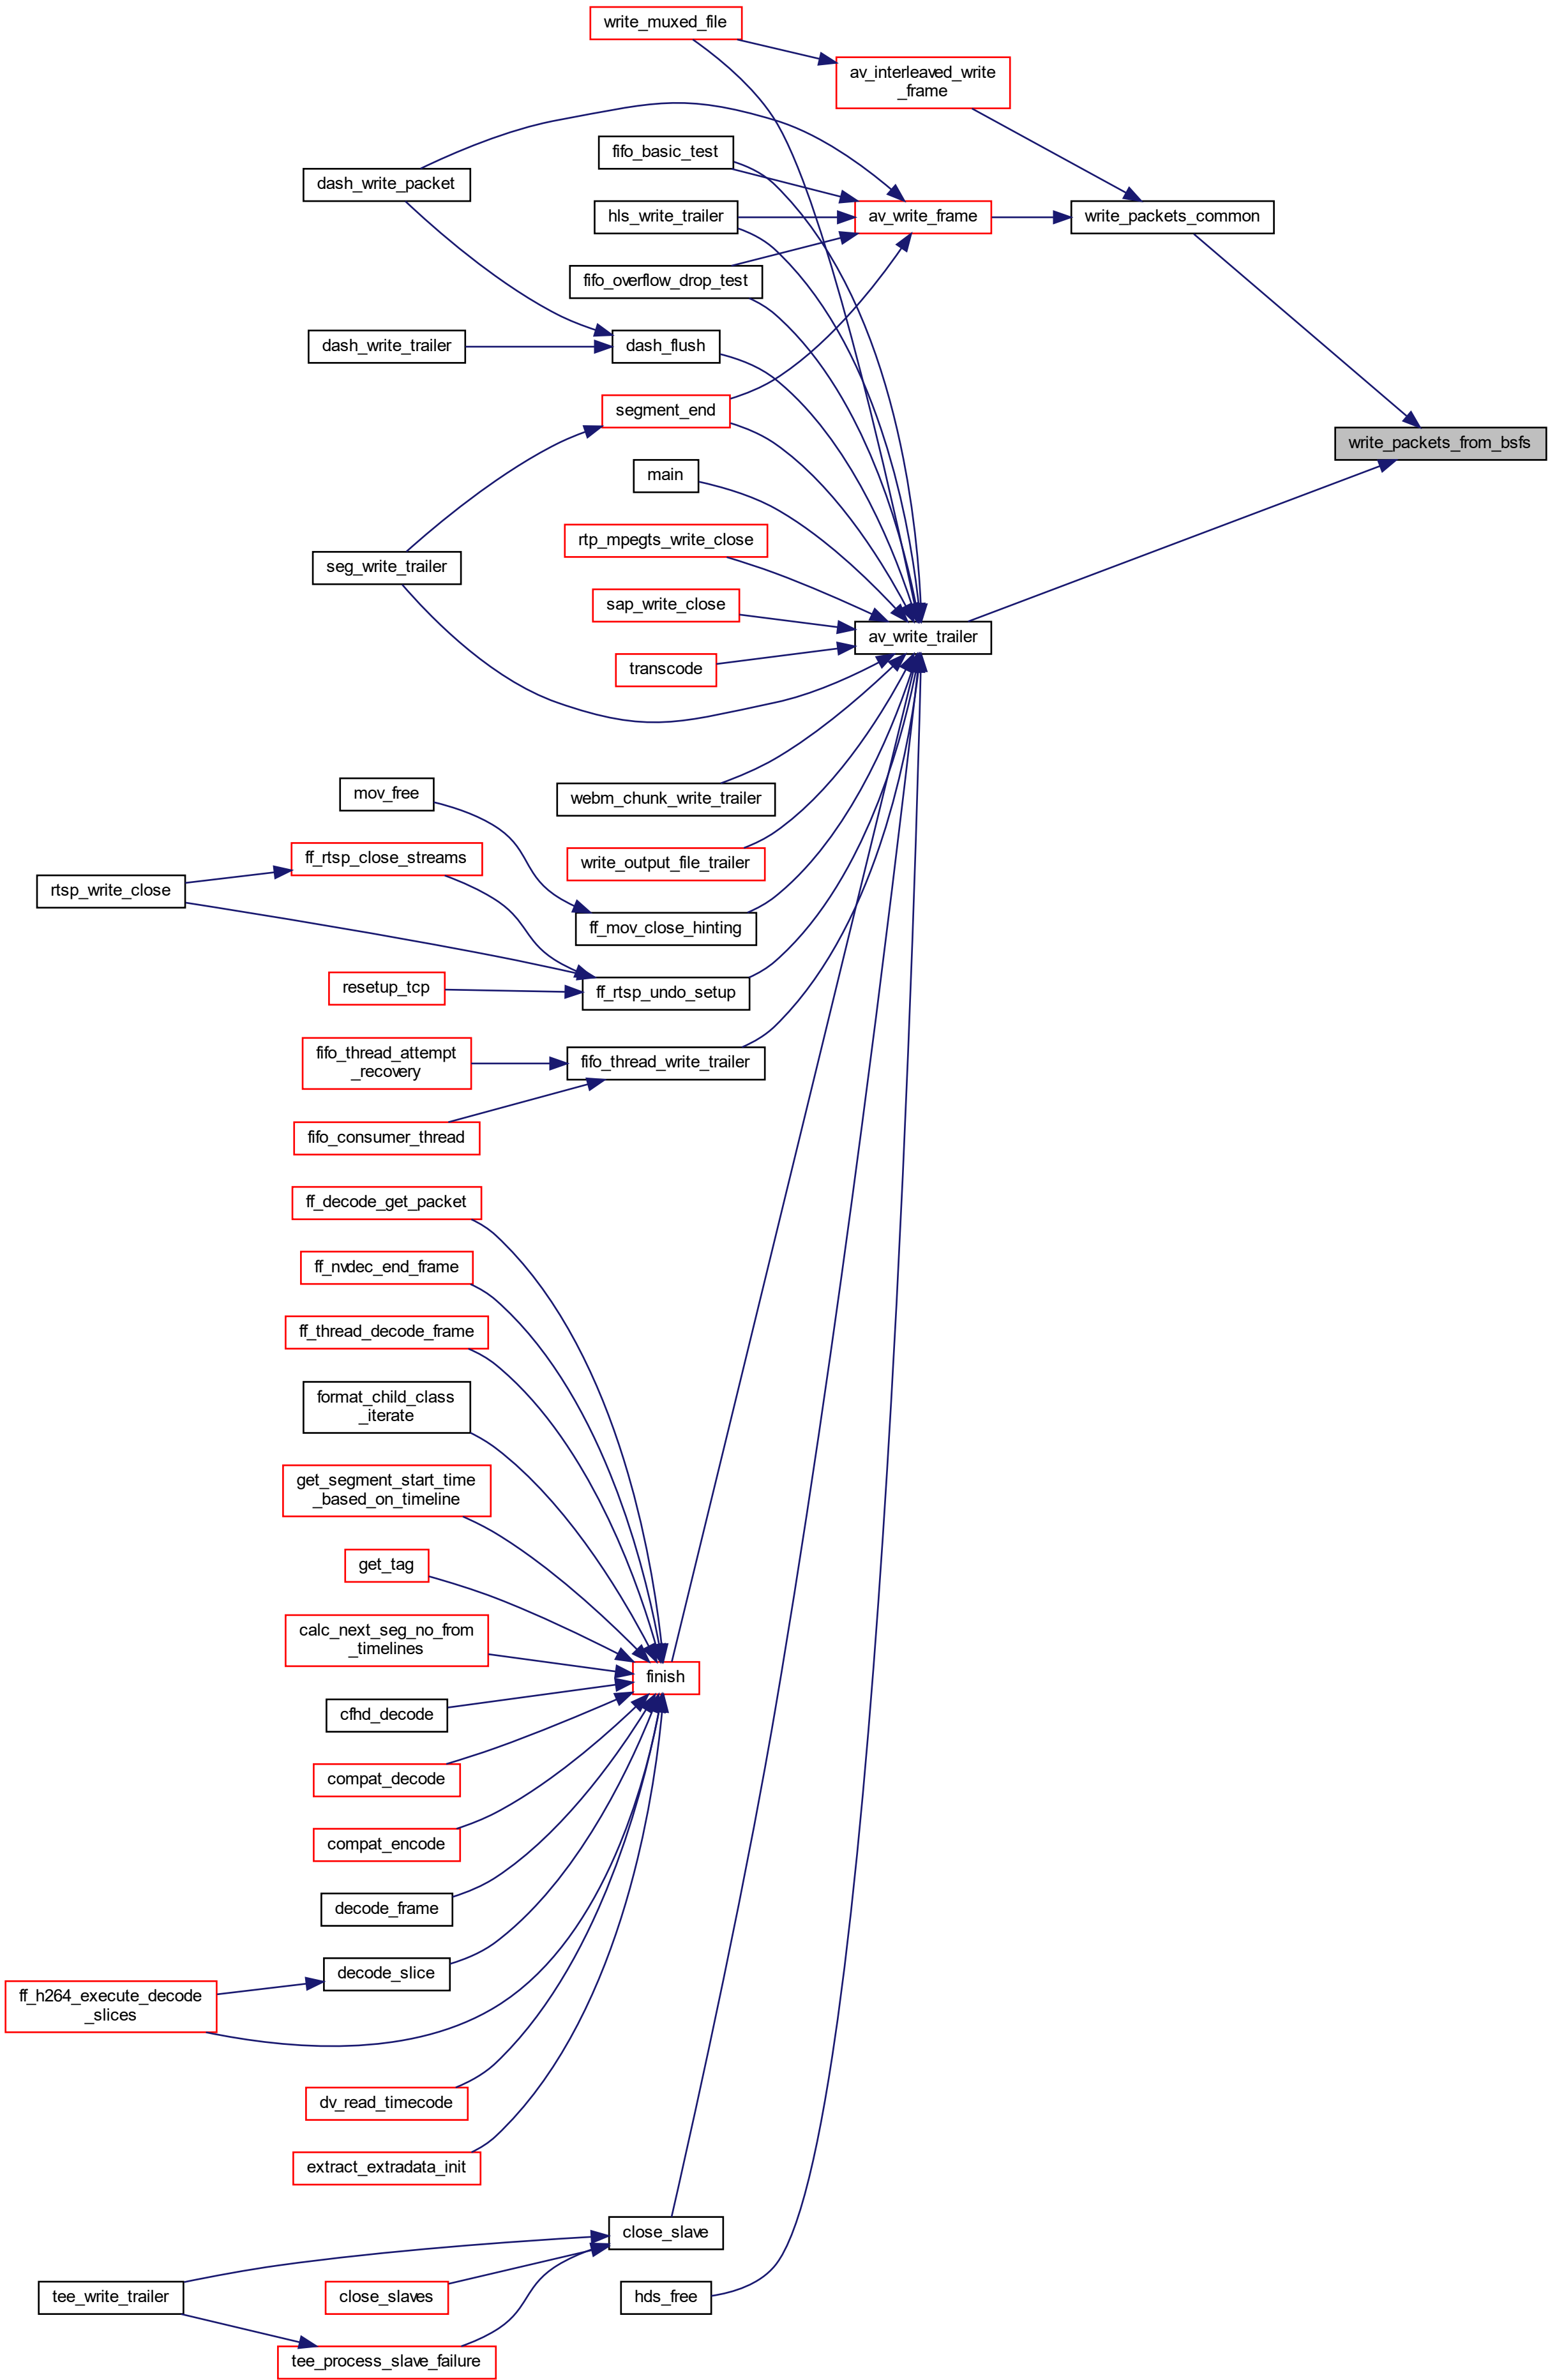 write_muxed_file
av_interleaved_write
_frame
fifo_basic_test
dash_write_packet
hls_write_trailer
av_write_frame
write_packets_common
fifo_overflow_drop_test
dash_write_trailer
dash_flush
segment_end
write_packets_from_bsfs
main
rtp_mpegts_write_close
seg_write_trailer
sap_write_close
av_write_trailer
transcode
mov_free
webm_chunk_write_trailer
ff_rtsp_close_streams
write_output_file_trailer
rtsp_write_close
ff_mov_close_hinting
resetup_tcp
ff_rtsp_undo_setup
fifo_thread_attempt
_recovery
fifo_thread_write_trailer
fifo_consumer_thread
ff_decode_get_packet
ff_nvdec_end_frame
ff_thread_decode_frame
format_child_class
_iterate
get_segment_start_time
_based_on_timeline
get_tag
calc_next_seg_no_from
_timelines
finish
cfhd_decode
compat_decode
compat_encode
decode_frame
decode_slice
ff_h264_execute_decode
_slices
dv_read_timecode
extract_extradata_init
close_slave
tee_write_trailer
close_slaves
hds_free
tee_process_slave_failure